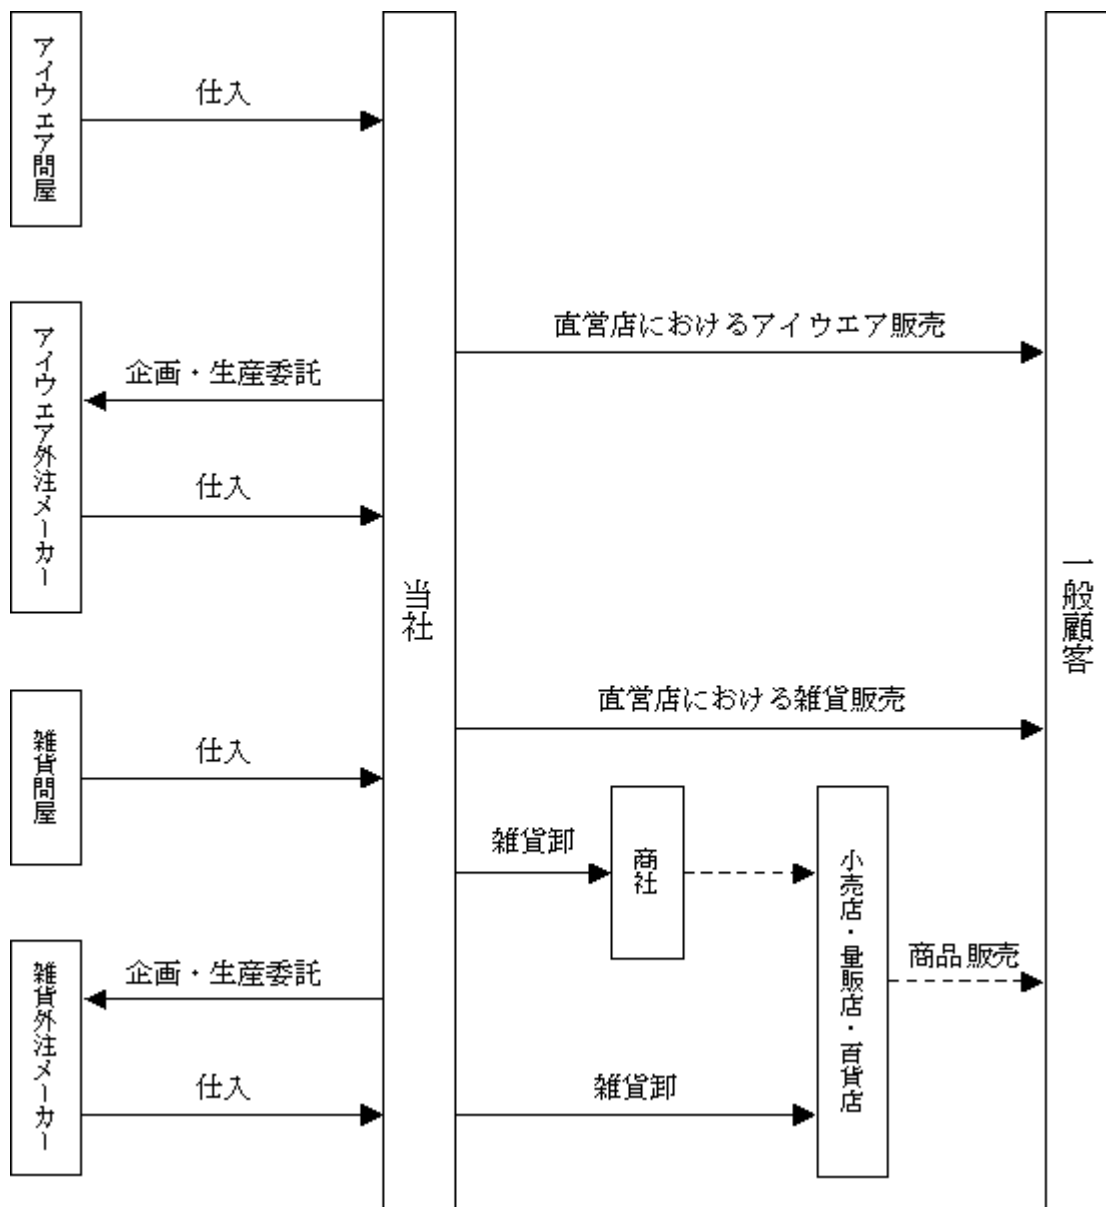 アイウエア問屋
仕入
アイウエア外注メーカー
企画・生産委託
仕入
雑貨問屋
仕入
雑貨外注メーカー
企画・生産委託
仕入
当社
直営店におけるアイウエア販売
直営店における雑貨販売
雑貨卸
商社
雑貨卸
小売店・量販店・百貨店
商品販売
一般顧客